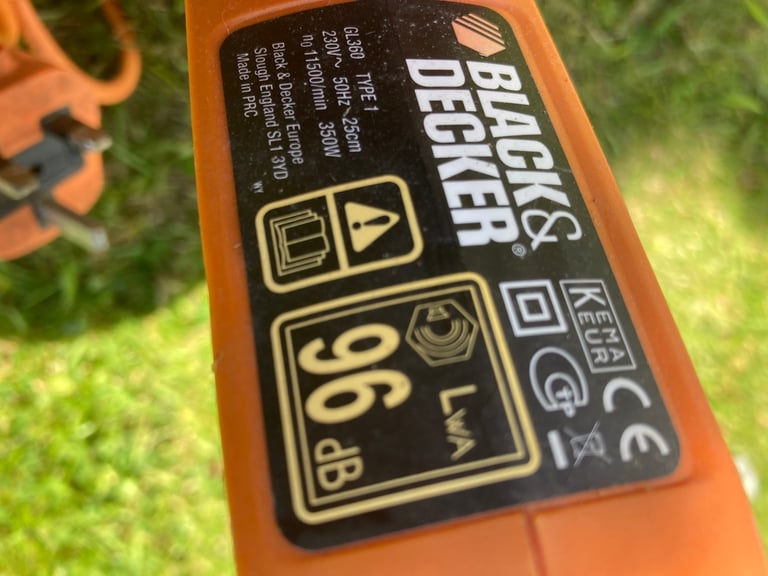 BLACK&
DECKER®
GL360 TYPE 1
230V~ 50Hz 25cm
n0 11500/min 350W
Black & Decker Europe
Slough England SL1 3YD
Made in PRC
WY
KEMA
KEUR
CE
LWA
96
dB